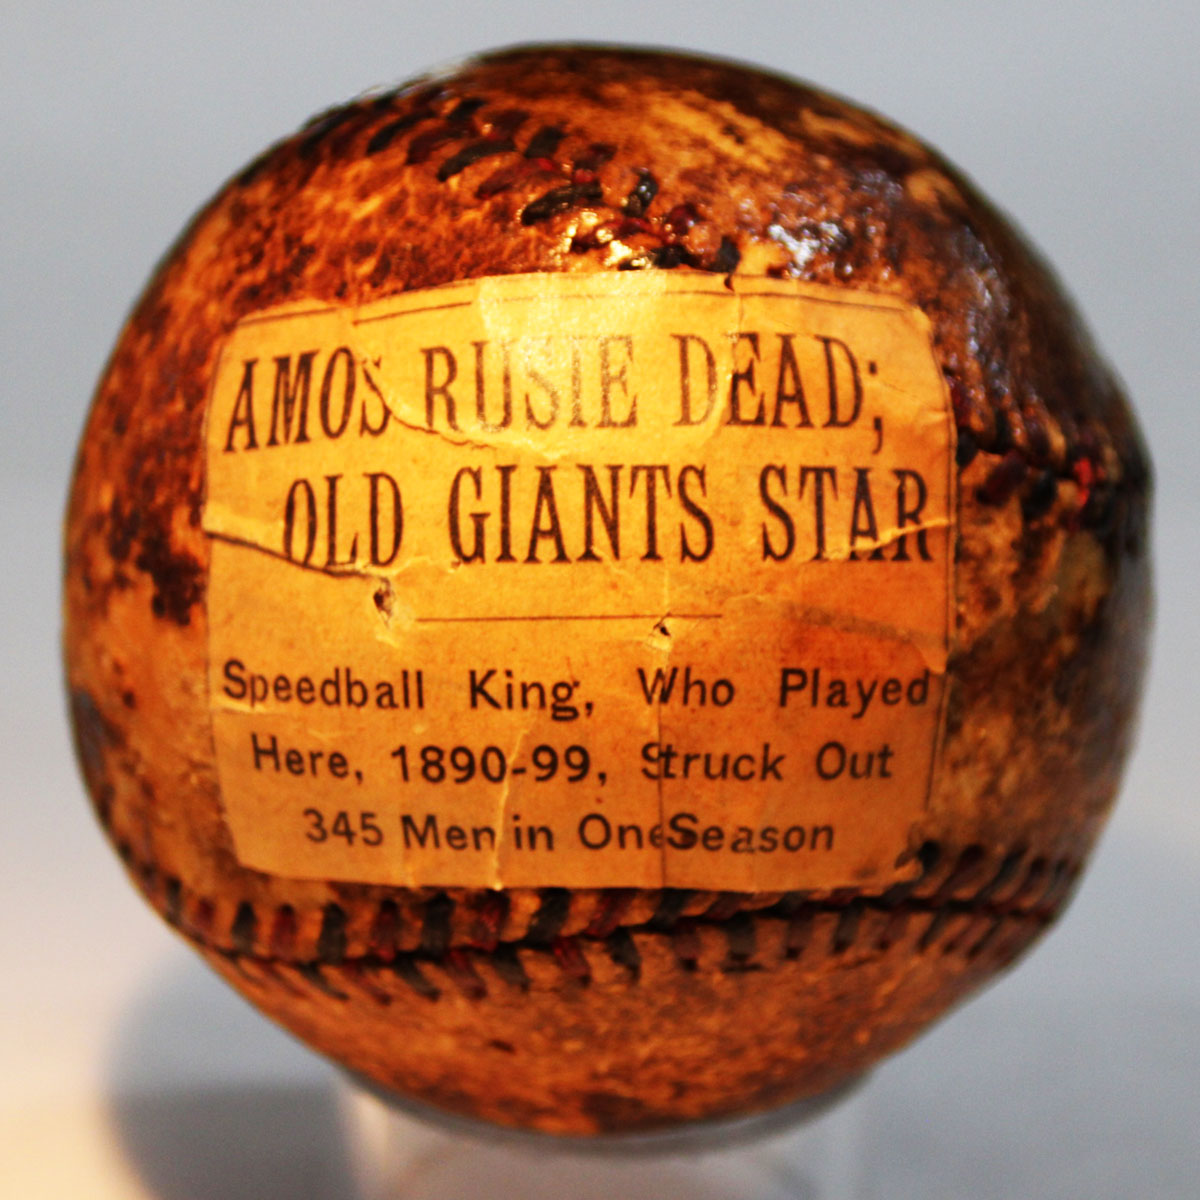 AMOS RUSIE DEAD;
OLD GIANTS STAR
Speedball King, Who Played
Here, 1890-99, Struck Out
345 Men in One Season